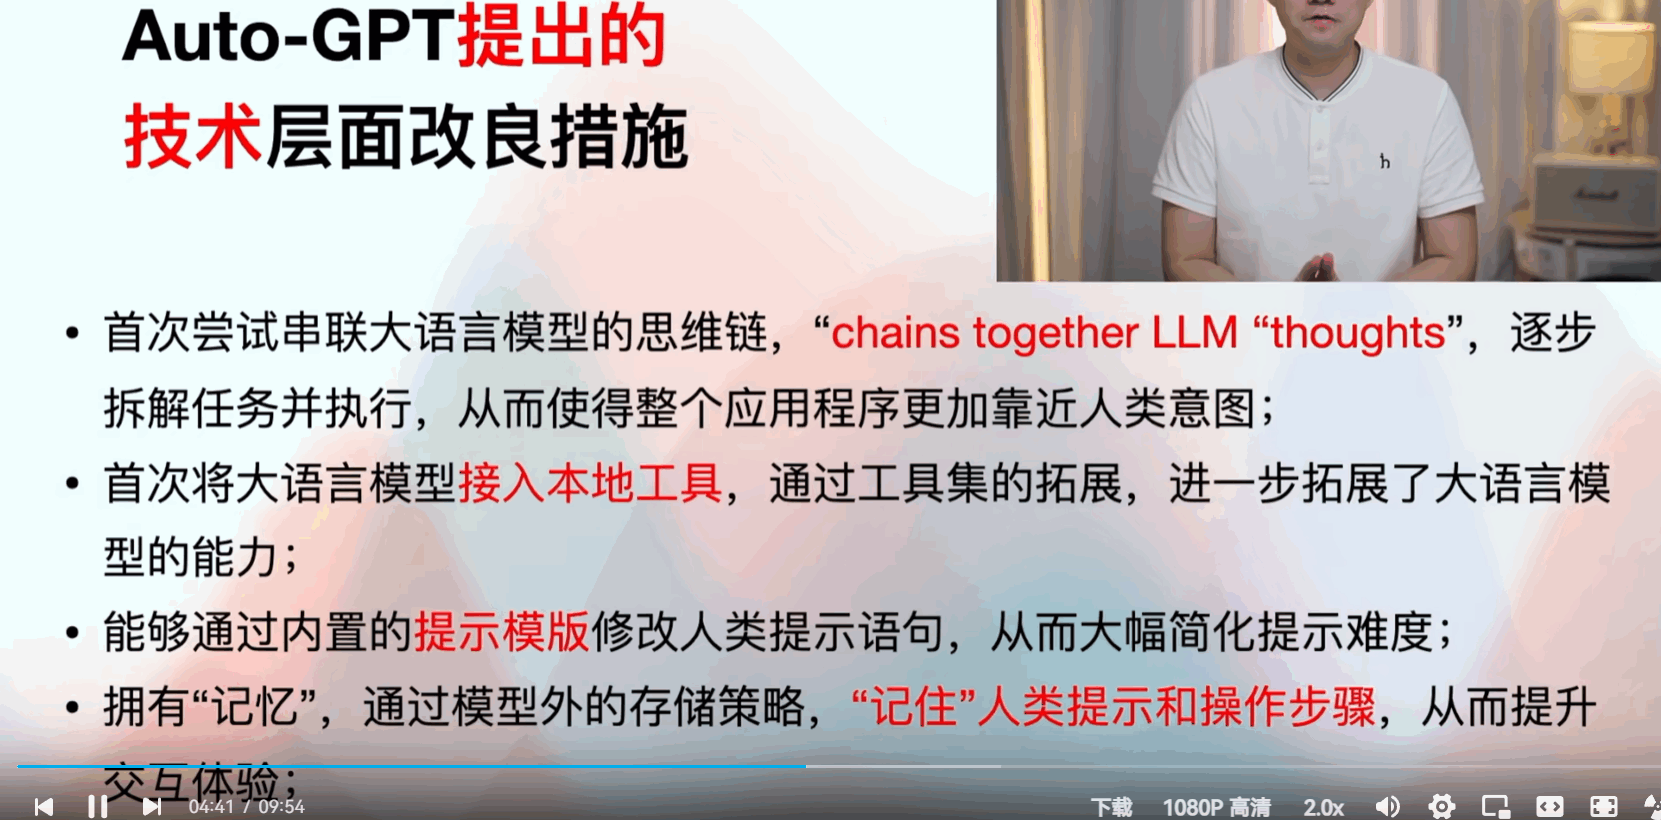 Auto-GPT提出的
技术层面改良措施
h
• 首次尝试串联大语言模型的思维链，“chains together LLM “thoughts”，逐步
拆解任务并执行，从而使得整个应用程序更加靠近人类意图；
• 首次将大语言模型接入本地工具，通过工具集的拓展，进一步拓展了大语言模
型的能力；
• 能够通过内置的提示模版修改人类提示语句，从而大幅简化提示难度；
• 拥有“记忆”，通过模型外的存储策略，“记住”人类提示和操作步骤，从而提升
交互体验；
04:41 / 09:54 下载 1080P 高清 2.0x